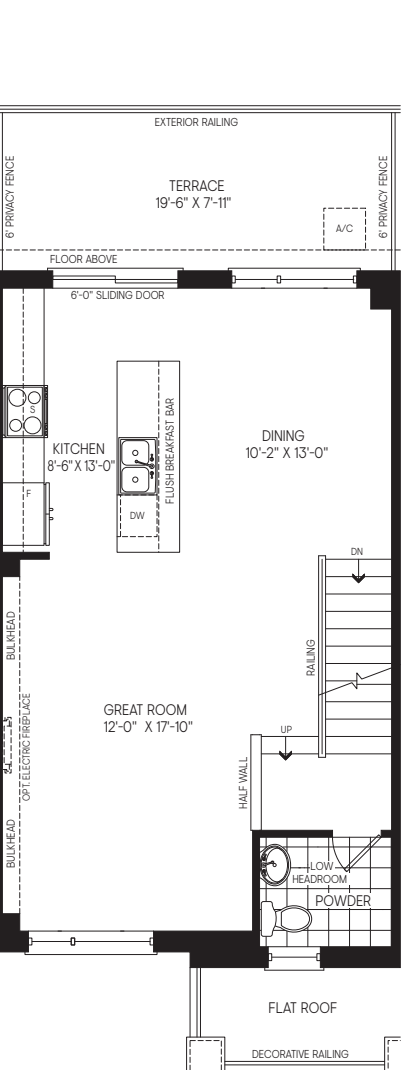 EXTERIOR RAILING
6' PRIVACY FENCE
6' PRIVACY FENCE
TERRACE
19'-6" X 7'-11"
A/C
FLOOR ABOVE
6'-0" SLIDING DOOR
S
KITCHEN
8'-6" X 13'-0"
FLUSH BREAKFAST BAR
DINING
10'-2" X 13'-0"
F
DW
DN
BULKHEAD
RAILING
OPT. ELECTRIC FIREPLACE
GREAT ROOM
12'-0" X 17'-10"
UP
HALF WALL
BULKHEAD
LOW
HEADROOM
POWDER
FLAT ROOF
DECORATIVE RAILING